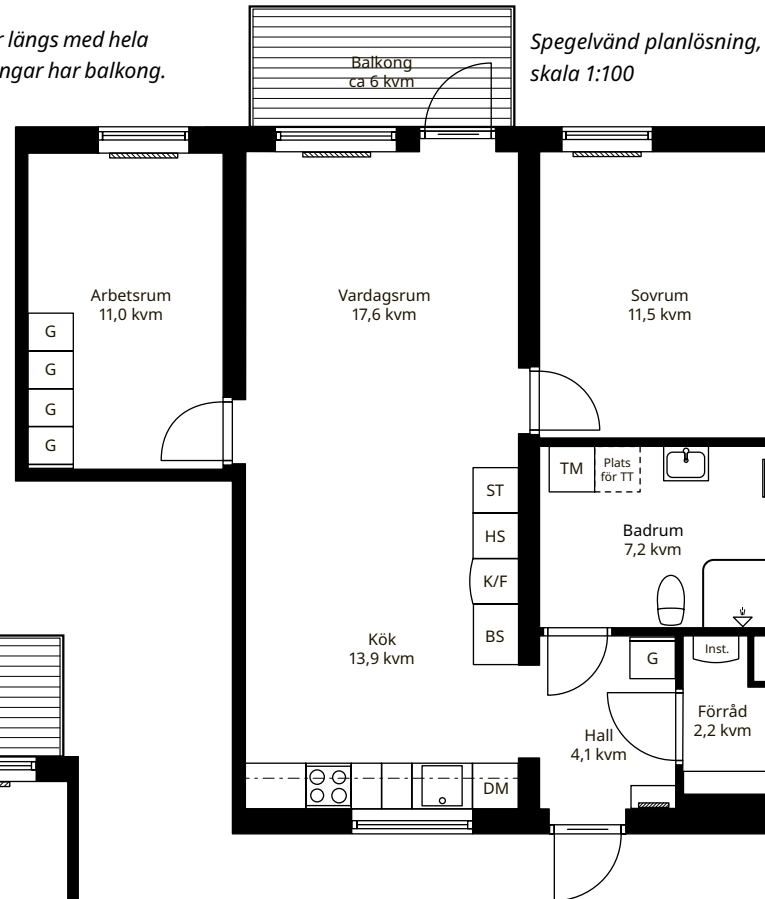 r längs med hela
ngar har balkong.
Spegelvänd planlösning,
skala 1:100
Balkong
ca 6 kvm
Arbetsrum
11,0 kvm
Vardagsrum
17,6 kvm
Sovrum
11,5 kvm
G
G
G
G
TM
Plats
för TT
ST
HS
K/F
BS
Badrum
7,2 kvm
Kök
13,9 kvm
G
Inst.
Förråd
2,2 kvm
Hall
4,1 kvm
DM